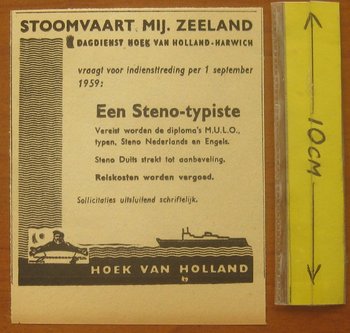 STOOMVAART MIJ. ZEELAND
DAGDIENST HOEK VAN HOLLAND-HARWICH
vraagt voor indiensttreding per 1 september
1959:
Een Steno-typiste
Vereist worden de diploma's M.U.L.O.,
typen, Steno Nederlands en Engels.
Steno Duits strekt tot aanbeveling.
Reiskosten worden vergoed.
Sollicitaties uitsluitend schriftelijk.
HOEK VAN HOLLAND
10CM